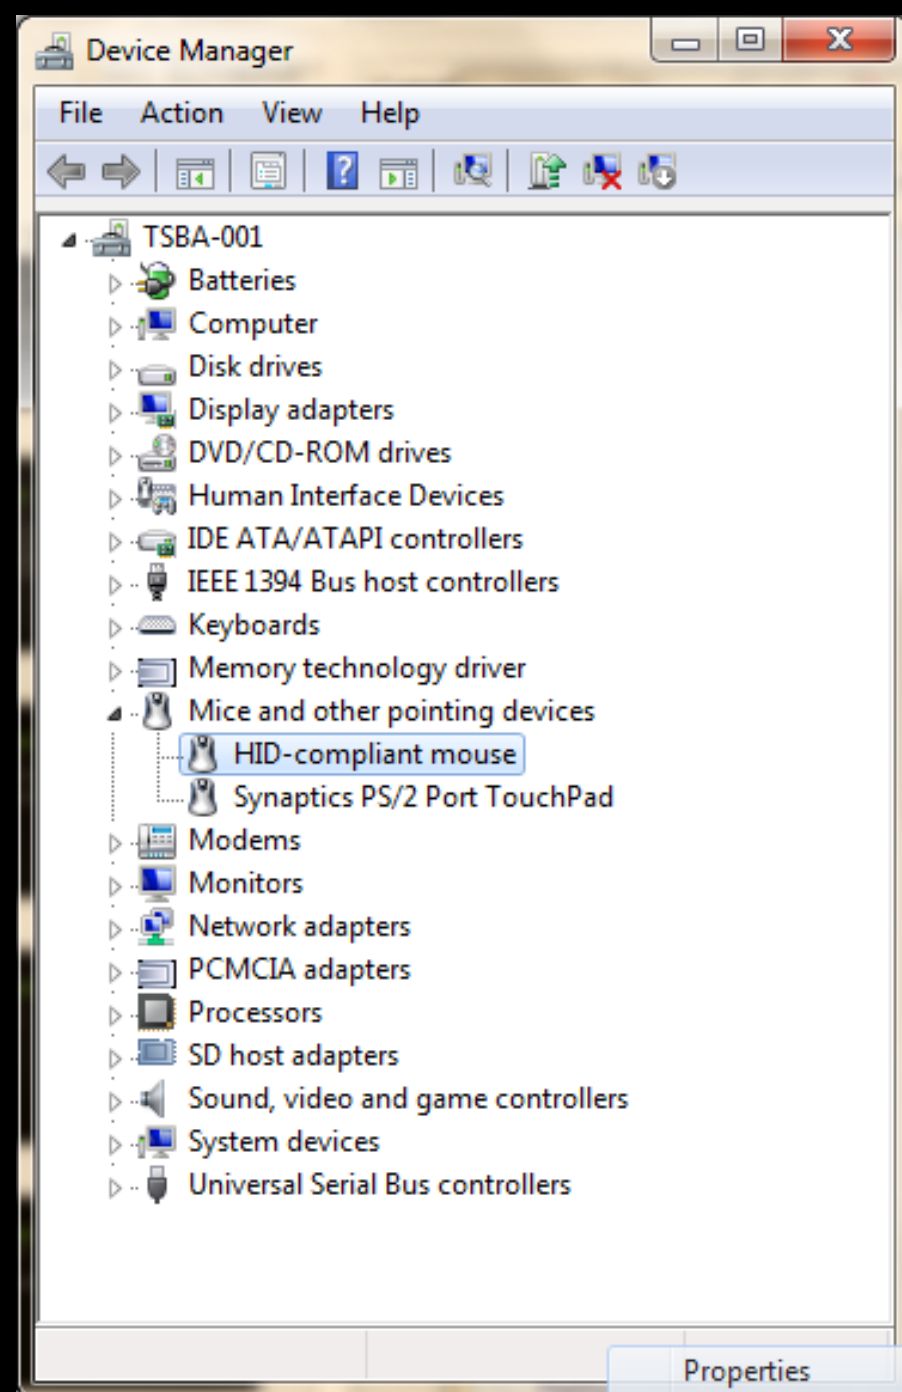 Device Manager
File Action View Help
TSBA-001
Batteries
Computer
Disk drives
Display adapters
DVD/CD-ROM drives
Human Interface Devices
IDE ATA/ATAPI controllers
IEEE 1394 Bus host controllers
Keyboards
Memory technology driver
Mice and other pointing devices
HID-compliant mouse
Synaptics PS/2 Port TouchPad
Modems
Monitors
Network adapters
PCMCIA adapters
Processors
SD host adapters
Sound, video and game controllers
System devices
Universal Serial Bus controllers
Properties